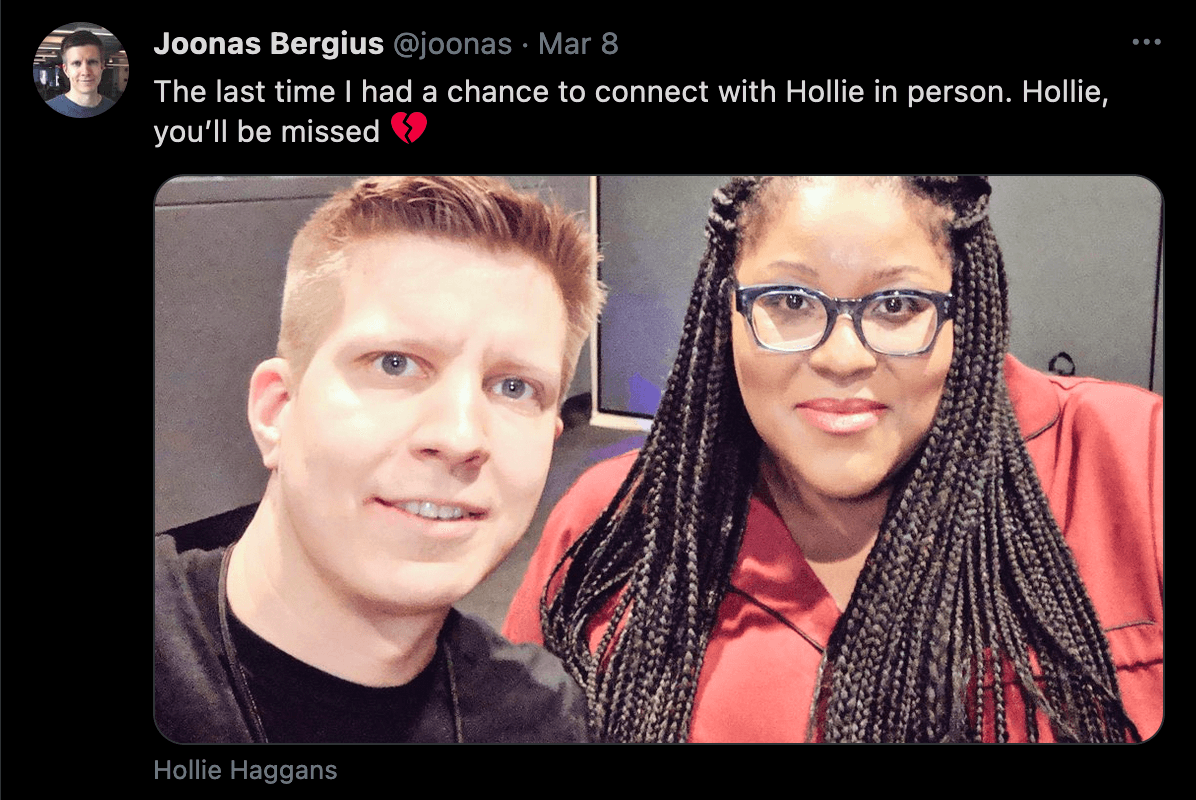 Joonas Bergius @joonas · Mar 8
The last time I had a chance to connect with Hollie in person. Hollie,
you’ll be missed 💔
Hollie Haggans